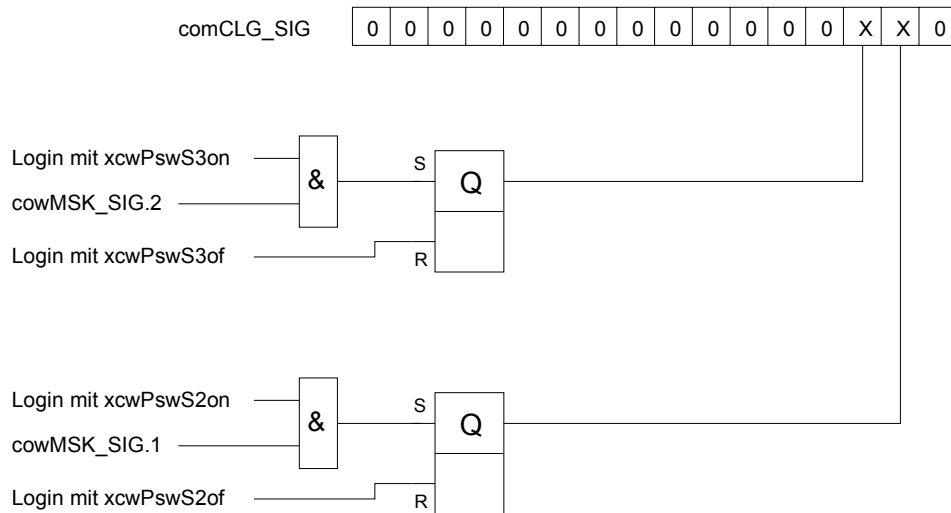 comCLG_SIG 0 0 0 0 0 0 0 0 0 0 0 0 0 X X 0
Login mit xcwPswS3on
&
S
Q
cowMSK_SIG.2
Login mit xcwPswS3of
R
Login mit xcwPswS2on
&
S
Q
cowMSK_SIG.1
Login mit xcwPswS2of
R